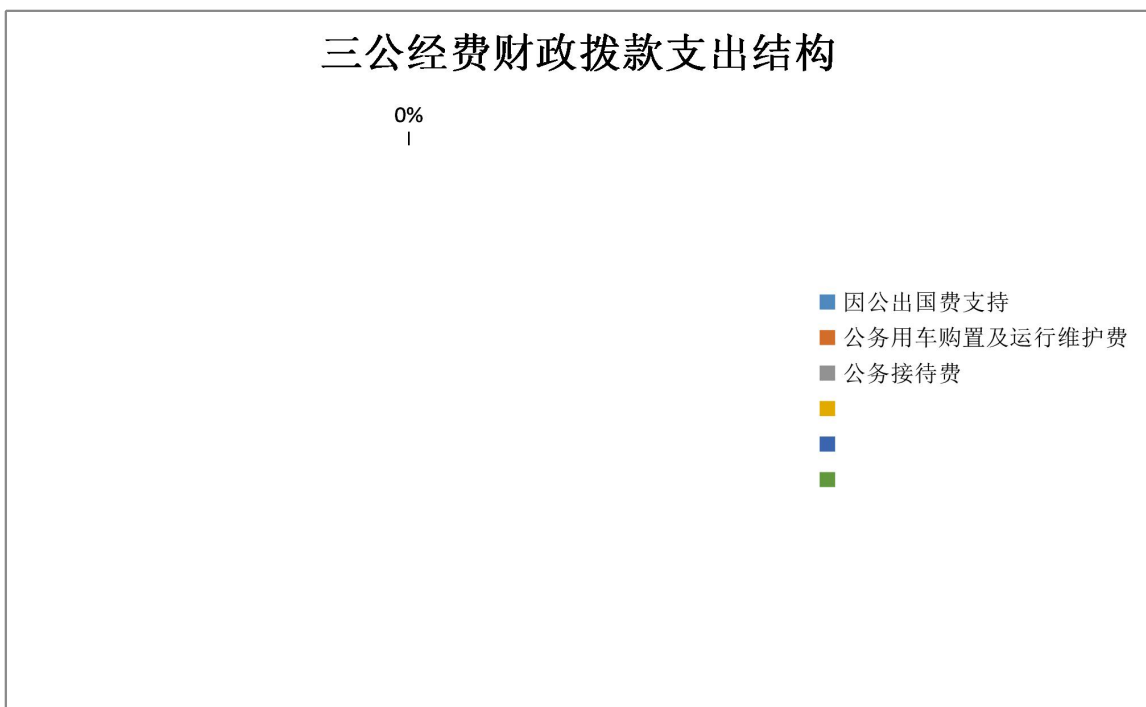 三公经费财政拨款支出结构
0%
因公出国费支持
公务用车购置及运行维护费
公务接待费